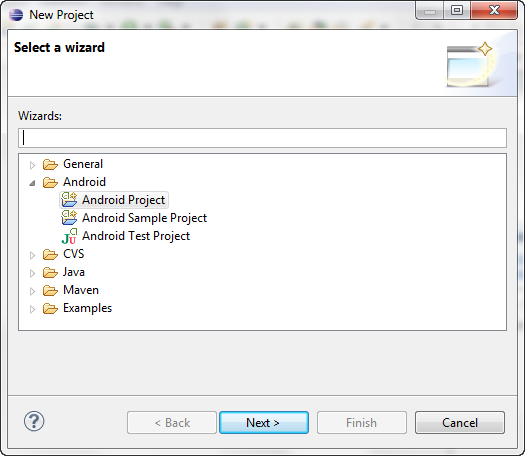 New Project
Select a wizard
Wizards:
General
Android
Android Project
Android Sample Project
Android Test Project
CVS
Java
Maven
Examples
< Back
Next >
Finish
Cancel